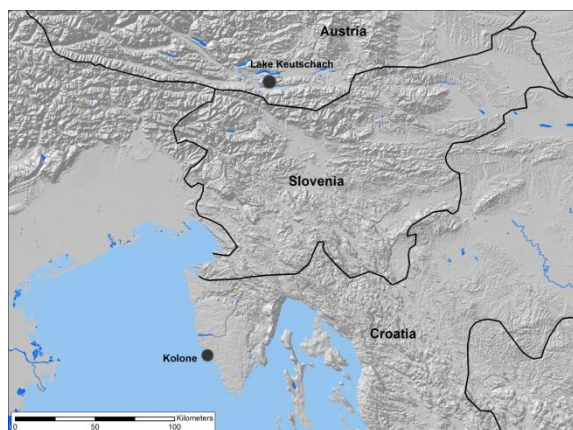 Austria
Lake Keutschach
Slovenia
Croatia
Kolone
Kilometers
0 50 100